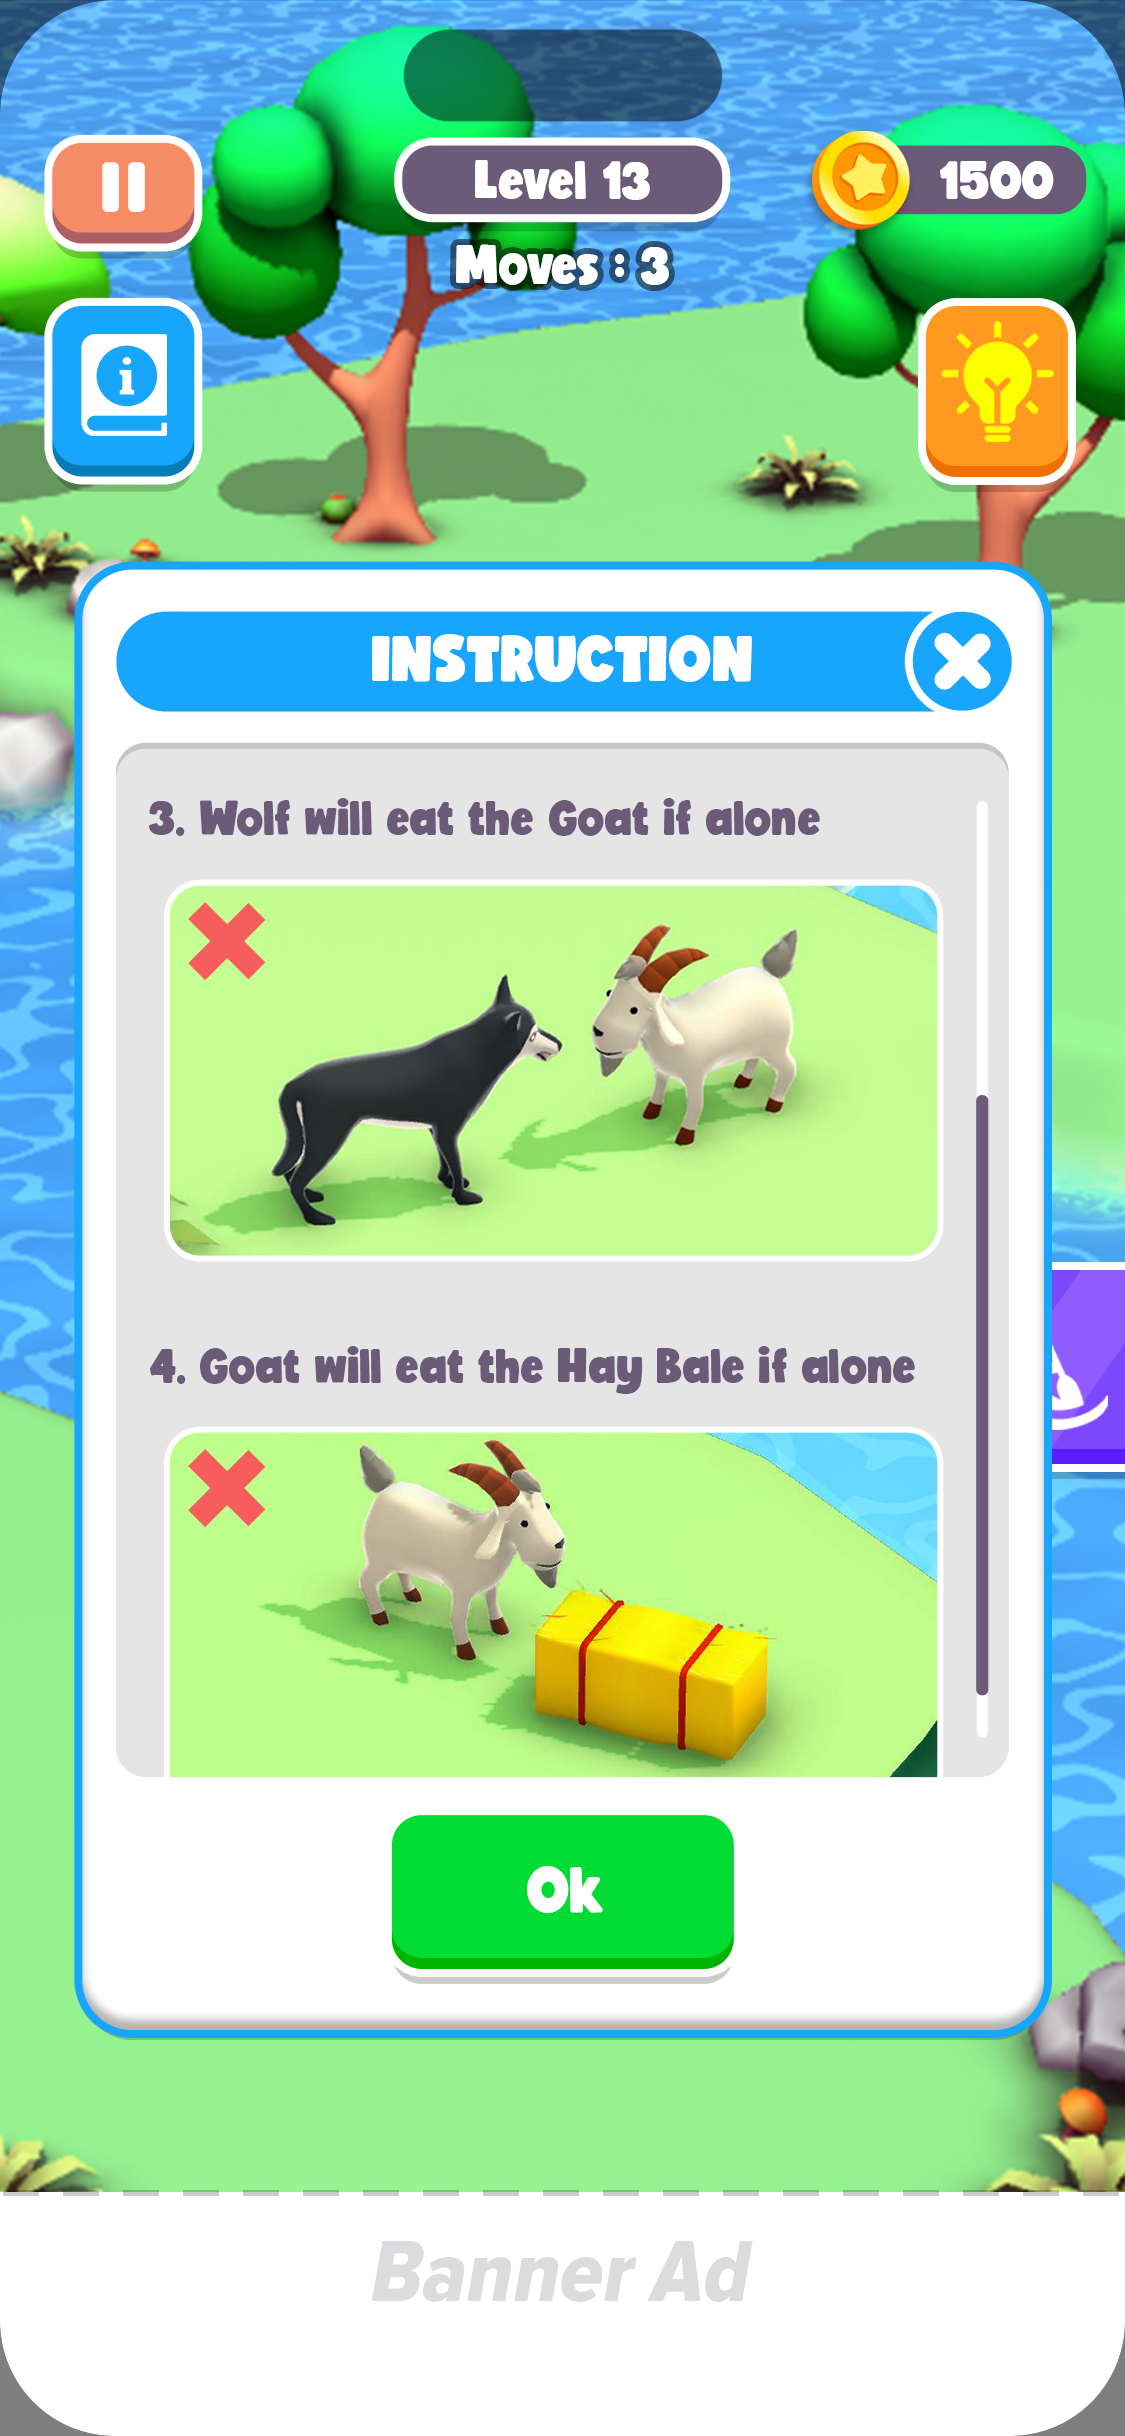 Level 13
1500
Moves : 3
INSTRUCTION
3. Wolf will eat the Goat if alone
4. Goat will eat the Hay Bale if alone
Ok
Banner Ad